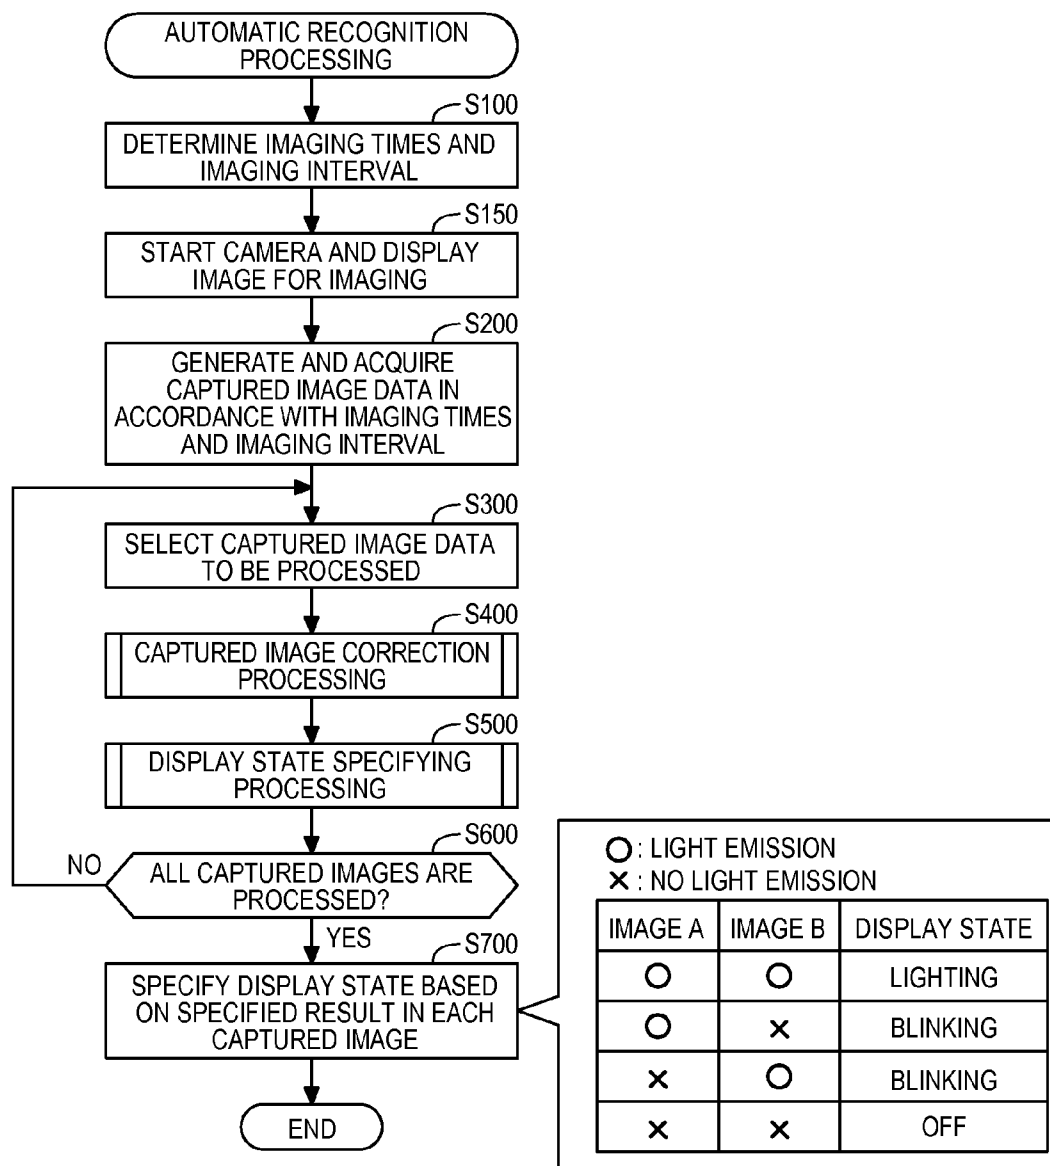 AUTOMATIC RECOGNITION
PROCESSING
S100
DETERMINE IMAGING TIMES AND
IMAGING INTERVAL
S150
START CAMERA AND DISPLAY
IMAGE FOR IMAGING
S200
GENERATE AND ACQUIRE
CAPTURED IMAGE DATA IN
ACCORDANCE WITH IMAGING TIMES
AND IMAGING INTERVAL
S300
SELECT CAPTURED IMAGE DATA
TO BE PROCESSED
S400
CAPTURED IMAGE CORRECTION
PROCESSING
S500
DISPLAY STATE SPECIFYING
PROCESSING
S600
NO
ALL CAPTURED IMAGES ARE
PROCESSED?
YES
S700
SPECIFY DISPLAY STATE BASED
ON SPECIFIED RESULT IN EACH
CAPTURED IMAGE
END
○ : LIGHT EMISSION
× : NO LIGHT EMISSION
IMAGE A IMAGE B DISPLAY STATE
○ ○ LIGHTING
○ × BLINKING
× ○ BLINKING
× × OFF